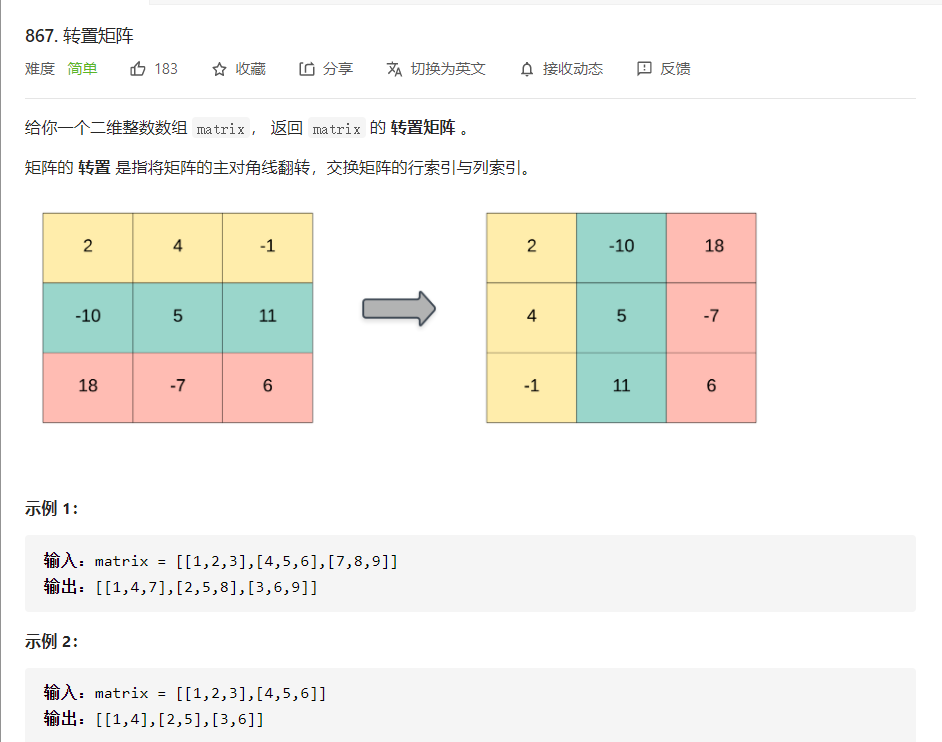 867. 转置矩阵
难度 简单 183 收藏 分享 切换为英文 接收动态 反馈
给你一个二维整数数组 matrix， 返回 matrix 的 转置矩阵 。
矩阵的 转置 是指将矩阵的主对角线翻转，交换矩阵的行索引与列索引。
2 4 -1 2 -10 18
-10 5 11 4 5 -7
18 -7 6 -1 11 6
示例 1：
输入：matrix = [[1,2,3],[4,5,6],[7,8,9]]
输出：[[1,4,7],[2,5,8],[3,6,9]]
示例 2：
输入：matrix = [[1,2,3],[4,5,6]]
输出：[[1,4],[2,5],[3,6]]